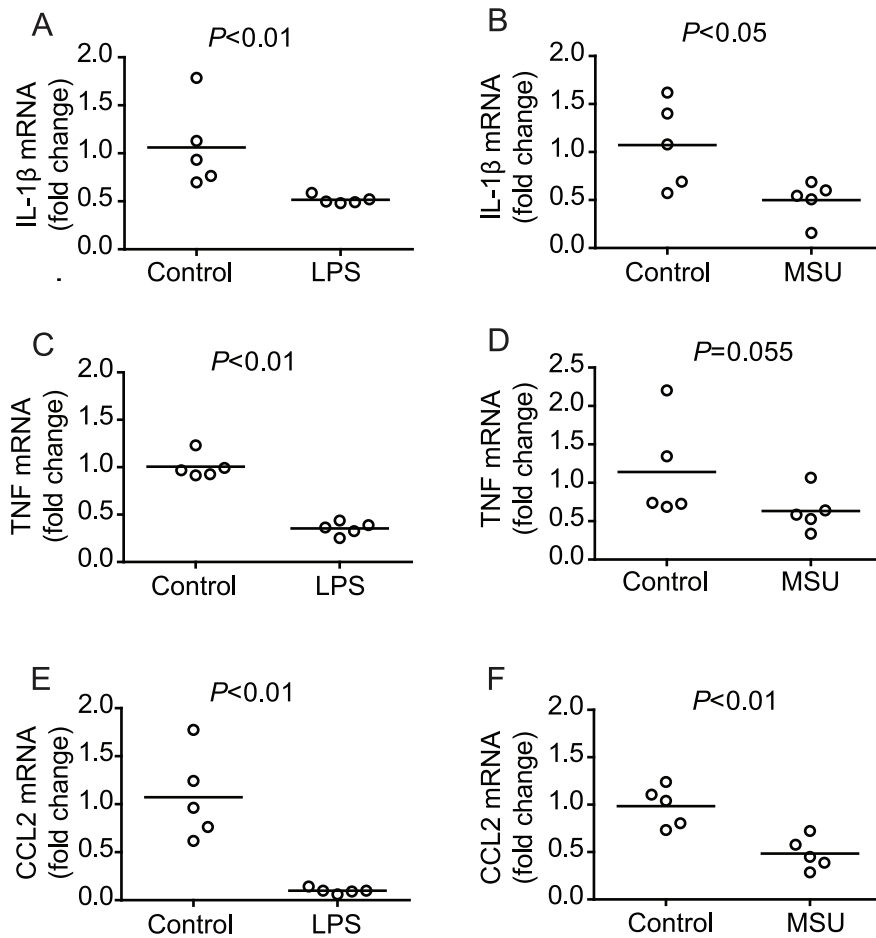 A
P<0.01
IL-1β mRNA
(fold change)
2.0
1.5
1.0
0.5
0.0
Control
LPS
B
P<0.05
IL-1β mRNA
(fold change)
2.0
1.5
1.0
0.5
0.0
Control
MSU
C
P<0.01
TNF mRNA
(fold change)
2.0
1.5
1.0
0.5
0.0
Control
LPS
D
P=0.055
TNF mRNA
(fold change)
2.5
2.0
1.5
1.0
0.5
0.0
Control
MSU
E
P<0.01
CCL2 mRNA
(fold change)
2.0
1.5
1.0
0.5
0.0
Control
LPS
F
P<0.01
CCL2 mRNA
(fold change)
2.0
1.5
1.0
0.5
0.0
Control
MSU